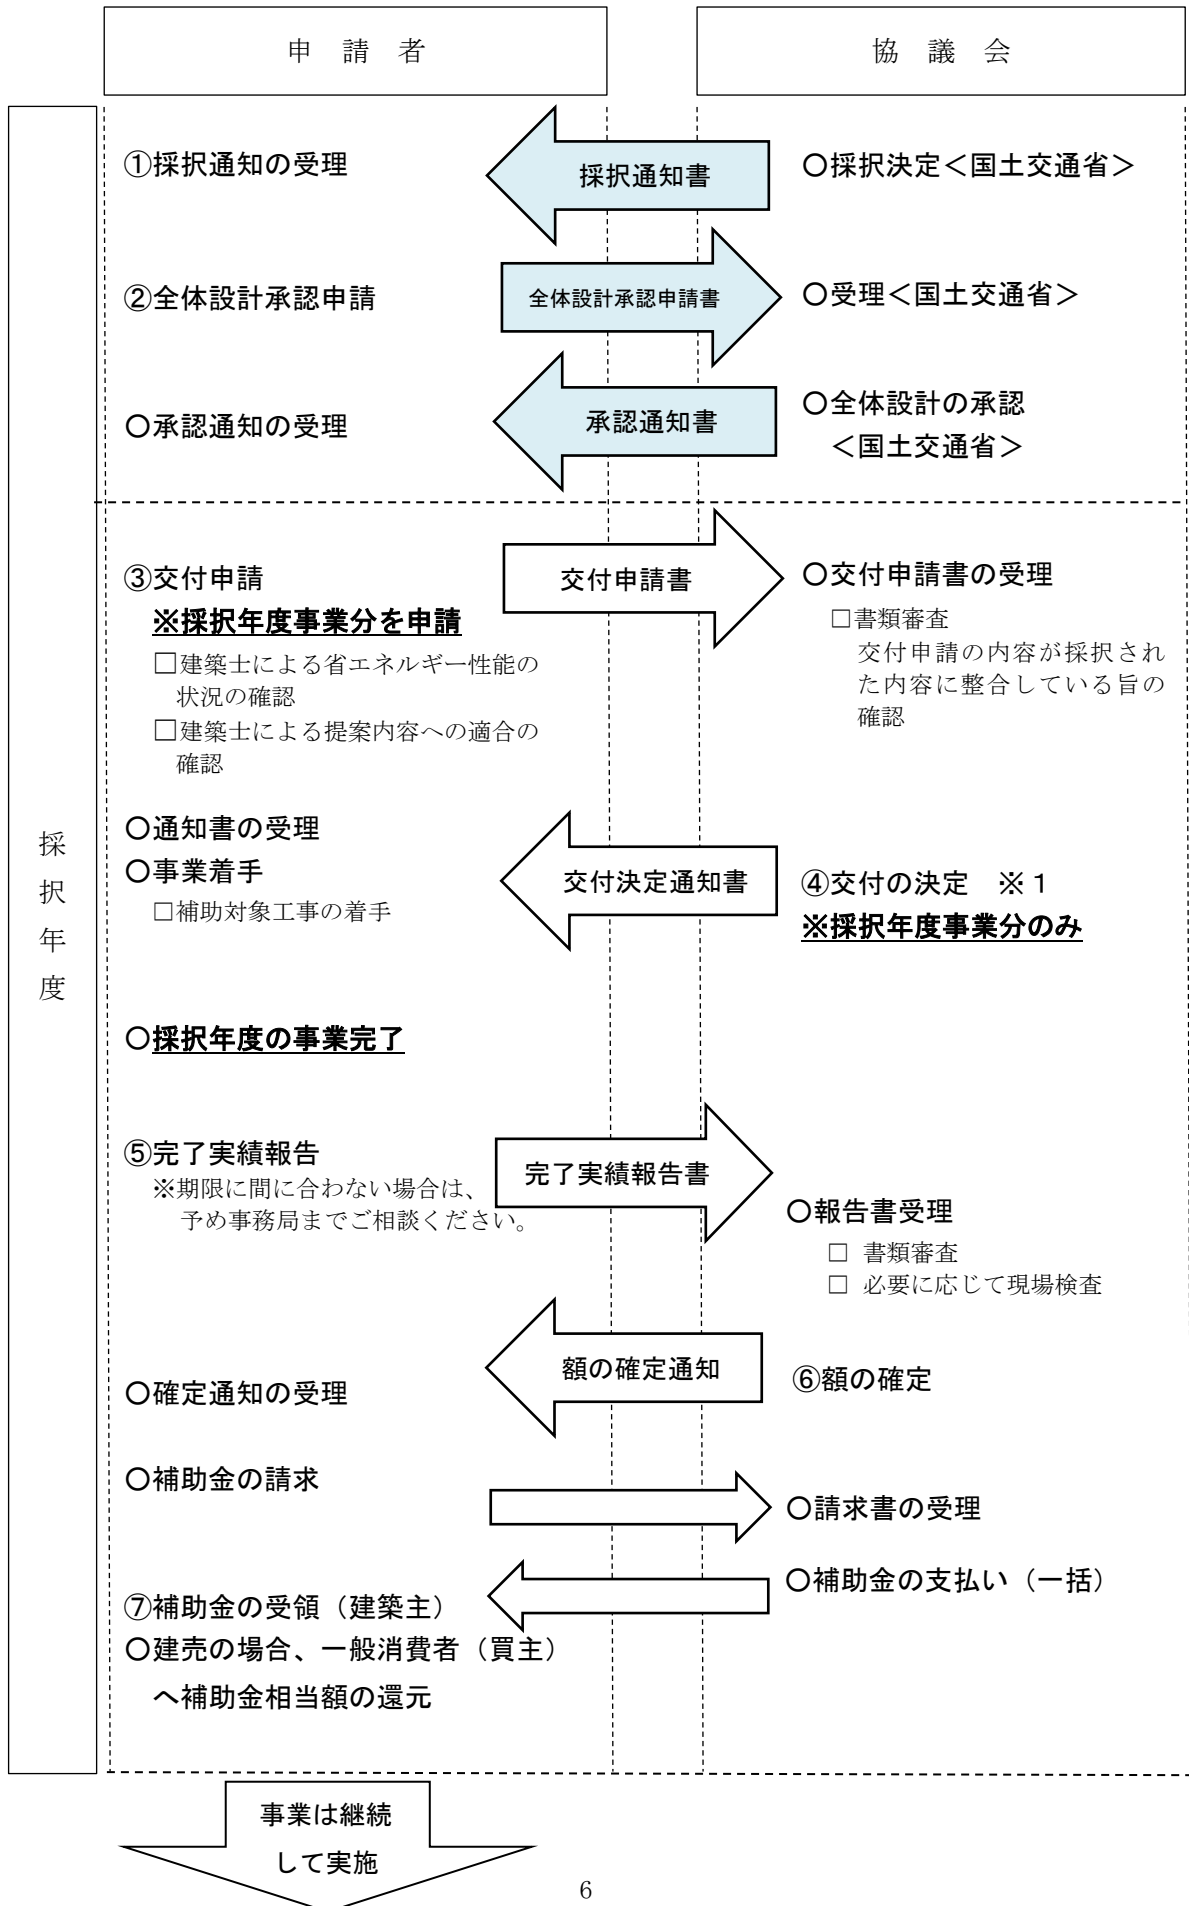 申　請　者
協　議　会
採択年度
①採択通知の受理
採択通知書
〇採択決定＜国土交通省＞
②全体設計承認申請
全体設計承認申請書
〇受理＜国土交通省＞
〇承認通知の受理
承認通知書
〇全体設計の承認
＜国土交通省＞
③交付申請
※採択年度事業分を申請
□建築士による省エネルギー性能の
状況の確認
□建築士による提案内容への適合の
確認
交付申請書
〇交付申請書の受理
□書類審査
交付申請の内容が採択され
た内容に整合している旨の
確認
〇通知書の受理
〇事業着手
□補助対象工事の着手
交付決定通知書
④交付の決定　※１
※採択年度事業分のみ
〇採択年度の事業完了
⑤完了実績報告
※期限に間に合わない場合は、
予め事務局までご相談ください。
完了実績報告書
〇報告書受理
□ 書類審査
□ 必要に応じて現場検査
額の確定通知
⑥額の確定
〇確定通知の受理
〇補助金の請求
〇請求書の受理
〇補助金の支払い（一括）
⑦補助金の受領（建築主）
〇建売の場合、一般消費者（買主）
へ補助金相当額の還元
事業は継続
して実施
6